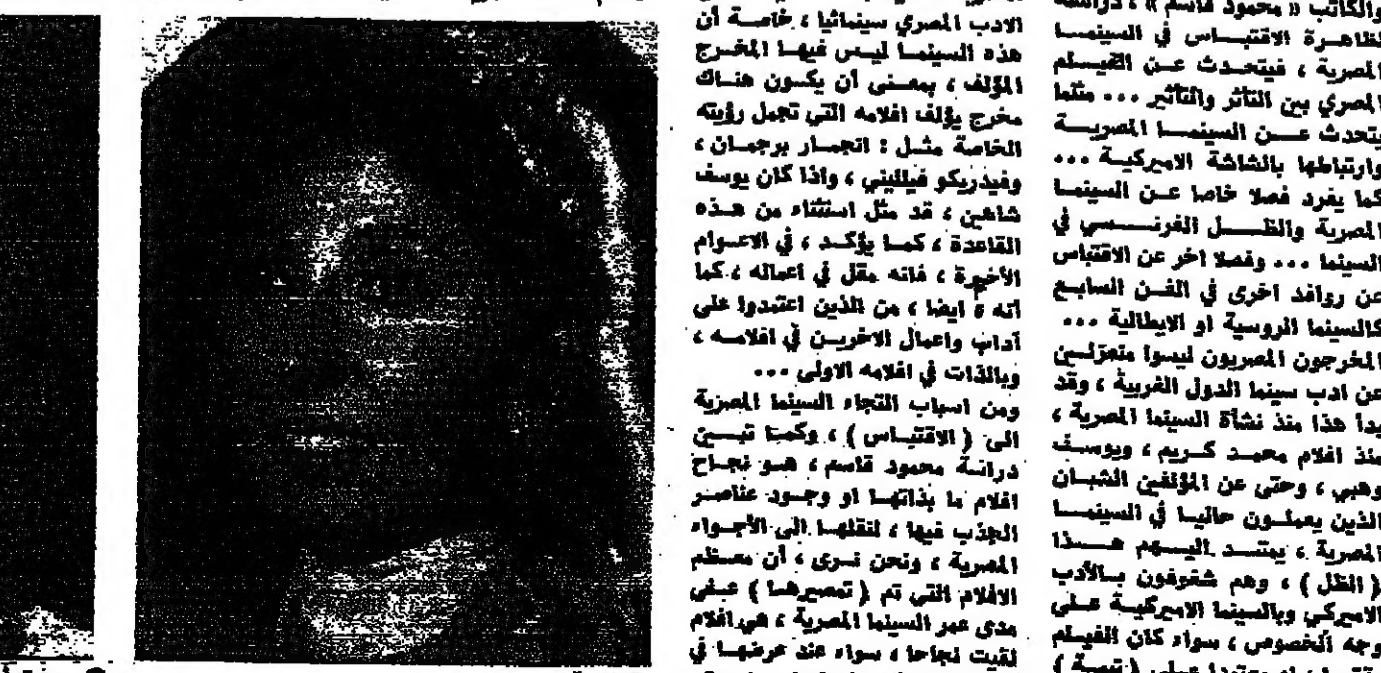 والكاتب « محمود قاسم » ، دراسته
لظاهرة الاقتباس في السينما
المصرية ، فيتحدث عن الفيلم
المصري بين التأثر والتأثير ... مثلما
يتحدث عن السينما المصرية
وارتباطها بالشاشة الاميركية ...
كما يفرد فصلا خاصا عن السينما
المصرية والظل الفرنسي في
السينما ... وفصلا اخر عن الاقتباس
عن روافد اخرى في الفن السابع
كالسينما الروسية او الايطالية ...
المخرجون المصريون ليسوا منعزلين
عن ادب سينما الدول الغربية ، وقد
بدأ هذا منذ نشأة السينما المصرية ،
منذ افلام محمد كريم ، ويوسف
وهبي ، وحتى عن المؤلفين الشبان
الذين يعملون حاليا في السينما
المصرية ، يمتد اليهم هذا
( الظل ) ، وهم شغوفون بالأدب
الاميركي وبالسينما الاميركية على
وجه الخصوص ، سواء كان الفيلم
الادب المصري سينمائيا ، خاصة أن
هذه السينما ليس فيها المخرج
المؤلف ، بمعنى أن يكون هناك
مخرج يؤلف افلامه التي تحمل رؤيته
الخاصة مثل : انجمار برجمان ،
وفيدريكو فيلليني ، واذا كان يوسف
شاهين ، قد مثل استثناء من هذه
القاعدة ، كما يؤكد ، في الاعوام
الأخيرة ، فانه مقل في اعماله ، كما
انه ، ايضا ، من الذين اعتمدوا على
آداب واعمال الاخرين في افلامه ،
وبالذات في افلامه الاولى ...
ومن اسباب التجاء السينما المصرية
الى ( الاقتباس ) ، وكما تبين
دراسة محمود قاسم ، هو نجاح
افلام ما بذاتها او وجود عناصر
الجذب فيها ، لنقلها الى الأجواء
المصرية ، ونحن نرى ، أن معظم
الافلام التي تم ( تمصيرها ) على
مدى عمر السينما المصرية ، هي افلام
لقيت نجاحا ، سواء عند عرضها في